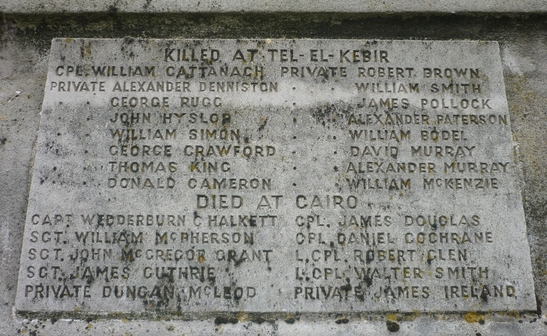 KILLED AT TEL-EL-KEBIR
CPL. WILLIAM CATTANACH PRIVATE ROBERT BROWN
PRIVATE ALEXANDER DENNISTON " " WILLIAM SMITH
" " GEORGE RUGG " " JAMES POLLOCK
" " JOHN HYSLOP " " ALEXANDER PATERSON
" " WILLIAM SIMON " " WILLIAM BODEL
" " GEORGE CRAWFORD " " DAVID MURRAY
" " THOMAS KING " " ALEXANDER MURRAY
" " DONALD CAMERON " " WILLIAM MCKENZIE
DIED AT CAIRO
CAPT WEDDERBURN CHALKETT CPL. JAMES DOUGLAS
SGT. WILLIAM MCPHERSON CPL. DANIEL COCHRANE
SGT. JOHN MCGREGOR GRANT L.CPL. ROBERT GLEN
SGT. JAMES GUTHRIE L.CPL. WALTER SMITH
PRIVATE DUNCAN MCLEOD PRIVATE JAMES IRELAND